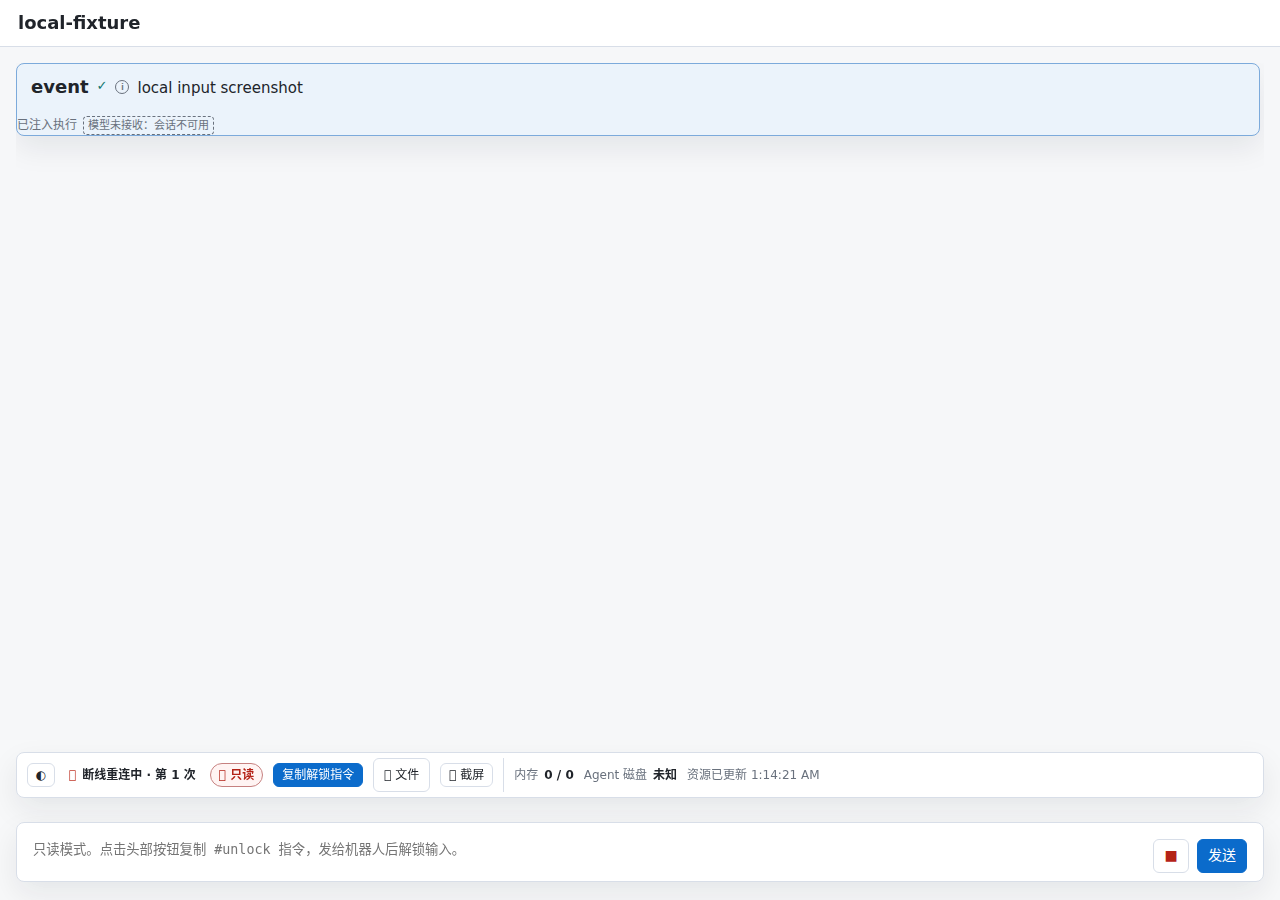 local-fixture
event ✓ ⓘ local input screenshot
已注入执行 模型未接收：会话不可用
断线重连中 · 第 1 次 只读 复制解锁指令 文件 截屏 内存 0 / 0 Agent 磁盘 未知 资源已更新 1:14:21 AM
只读模式。点击头部按钮复制 #unlock 指令，发给机器人后解锁输入。
发送